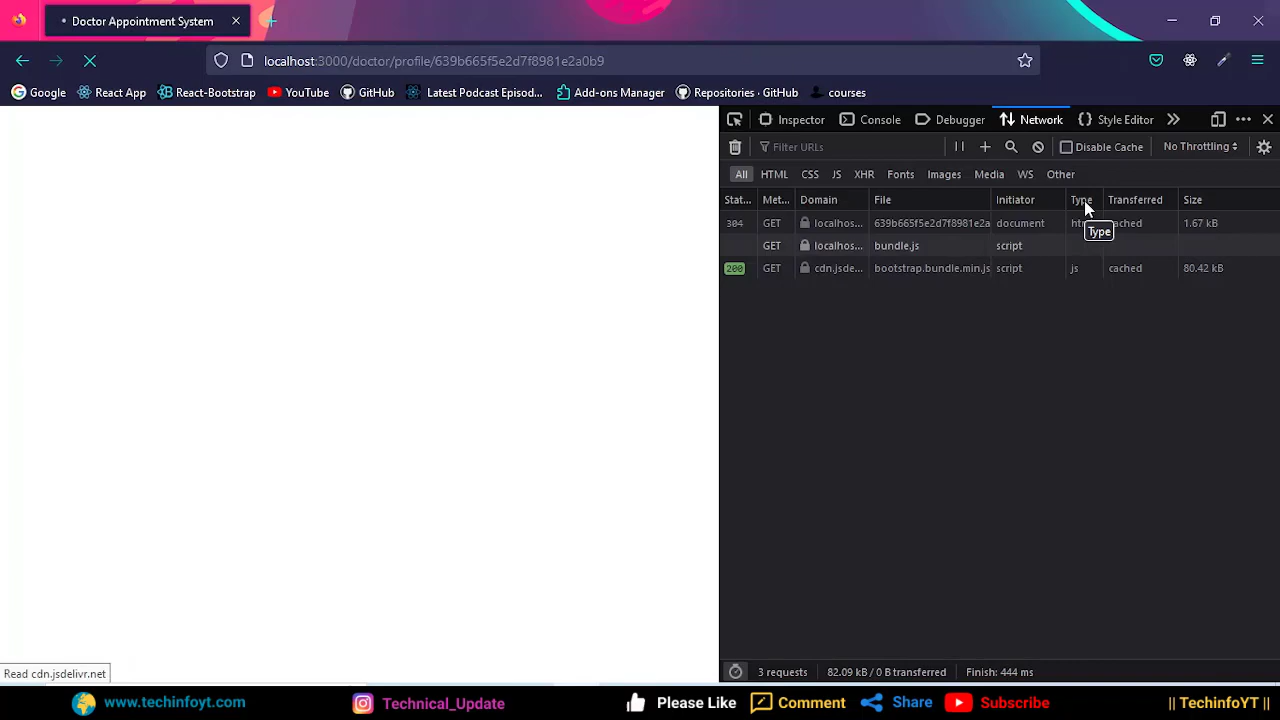 Doctor Appointment System
localhost:3000/doctor/profile/639b665f5e2d7f8981e2a0b9
Google React App React-Bootstrap YouTube GitHub Latest Podcast Episod... Add-ons Manager Repositories · GitHub courses
Inspector Console Debugger Network Style Editor
Filter URLs Disable Cache No Throttling
All HTML CSS JS XHR Fonts Images Media WS Other
Stat... Met... Domain File Initiator Type Transferred Size
304 GET localhos... 639b665f5e2d7f8981e2a document cached 1.67 kB
Type
GET localhos... bundle.js script
200 GET cdn.jsde... bootstrap.bundle.min.js script js cached 80.42 kB
Read cdn.jsdelivr.net
3 requests 82.09 kB / 0 B transferred Finish: 444 ms
www.techinfoyt.com Technical_Update Please Like Comment Share Subscribe || TechinfoYT ||